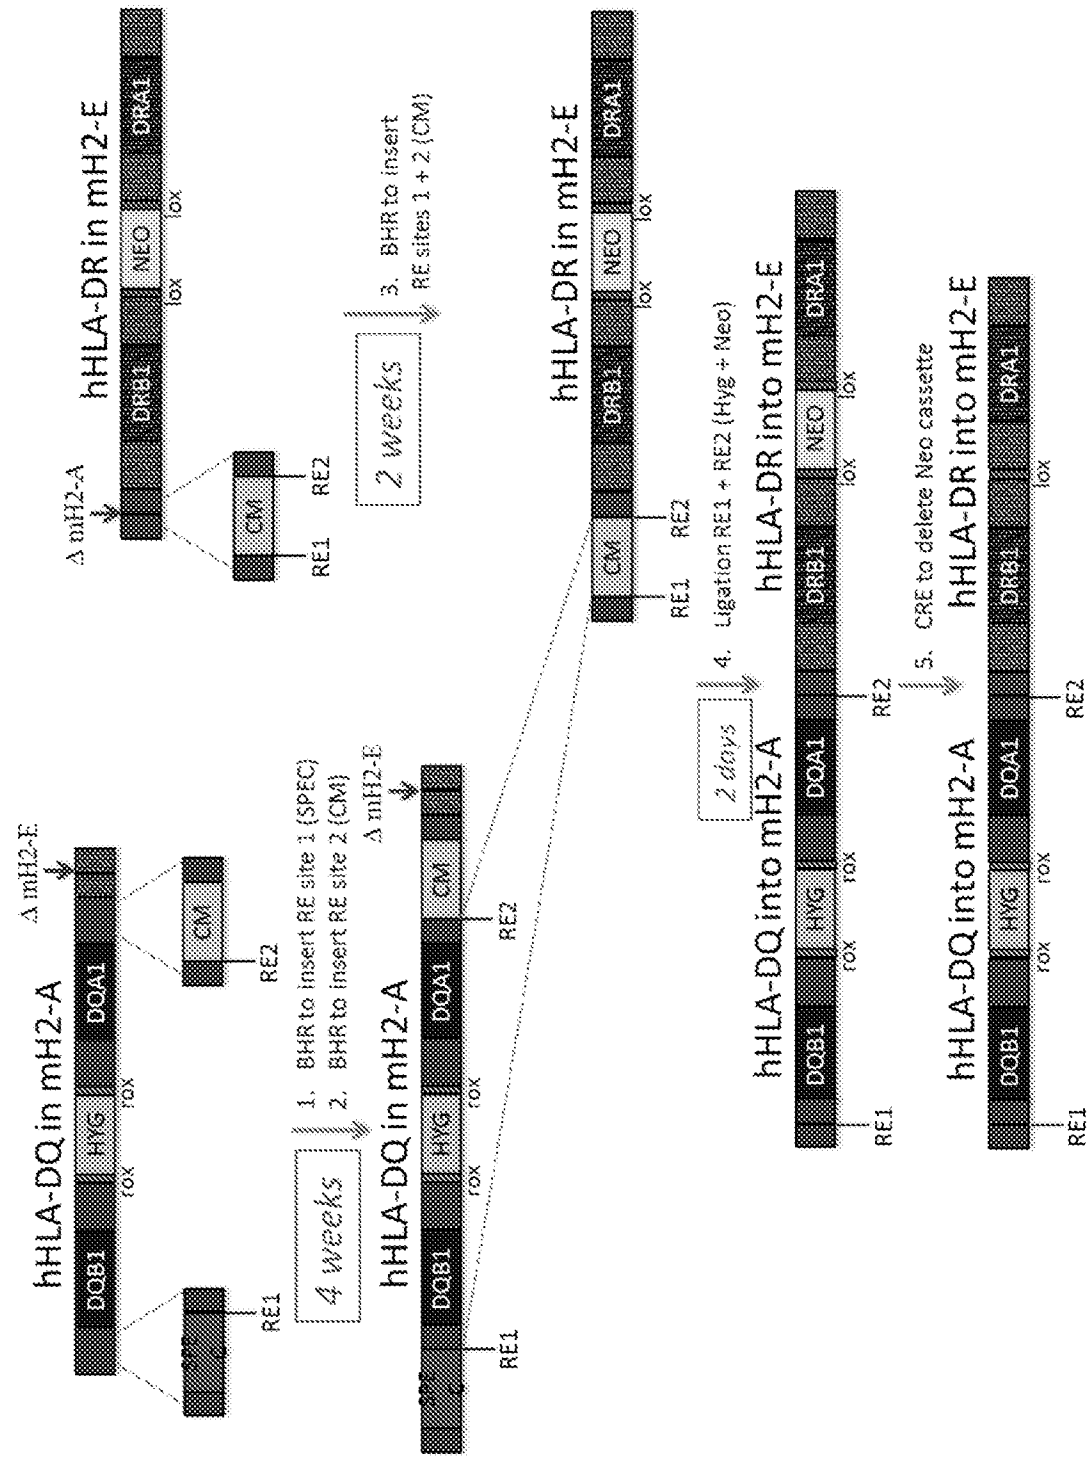 hHLA-DQ in mH2-A
Δ mH2-E
DQB1 HYG DQA1
rox rox
CM
RE1
RE2
hHLA-DR in mH2-E
Δ mH2-A
DRB1 NEO DRA1
lox lox
CM
RE1 RE2
4 weeks
1. BHR to insert RE site 1 (SPEC)
2. BHR to insert RE site 2 (CM)
2 weeks
3. BHR to insert
RE sites 1 + 2 (CM)
hHLA-DQ in mH2-A
Δ mH2-E
DQB1 HYG DQA1 CM
rox rox
RE1
RE2
hHLA-DR in mH2-E
CM DRB1 NEO DRA1
lox lox
RE1 RE2
2 days
4. Ligation RE1 + RE2 (Hyg + Neo)
hHLA-DQ into mH2-A
hHLA-DR into mH2-E
DQB1 HYG DQA1 DRB1 NEO DRA1
rox rox
lox lox
RE1
RE2
5. CRE to delete Neo cassette
hHLA-DQ into mH2-A
hHLA-DR into mH2-E
DQB1 HYG DQA1 DRB1 DRA1
rox rox
lox
RE1
RE2